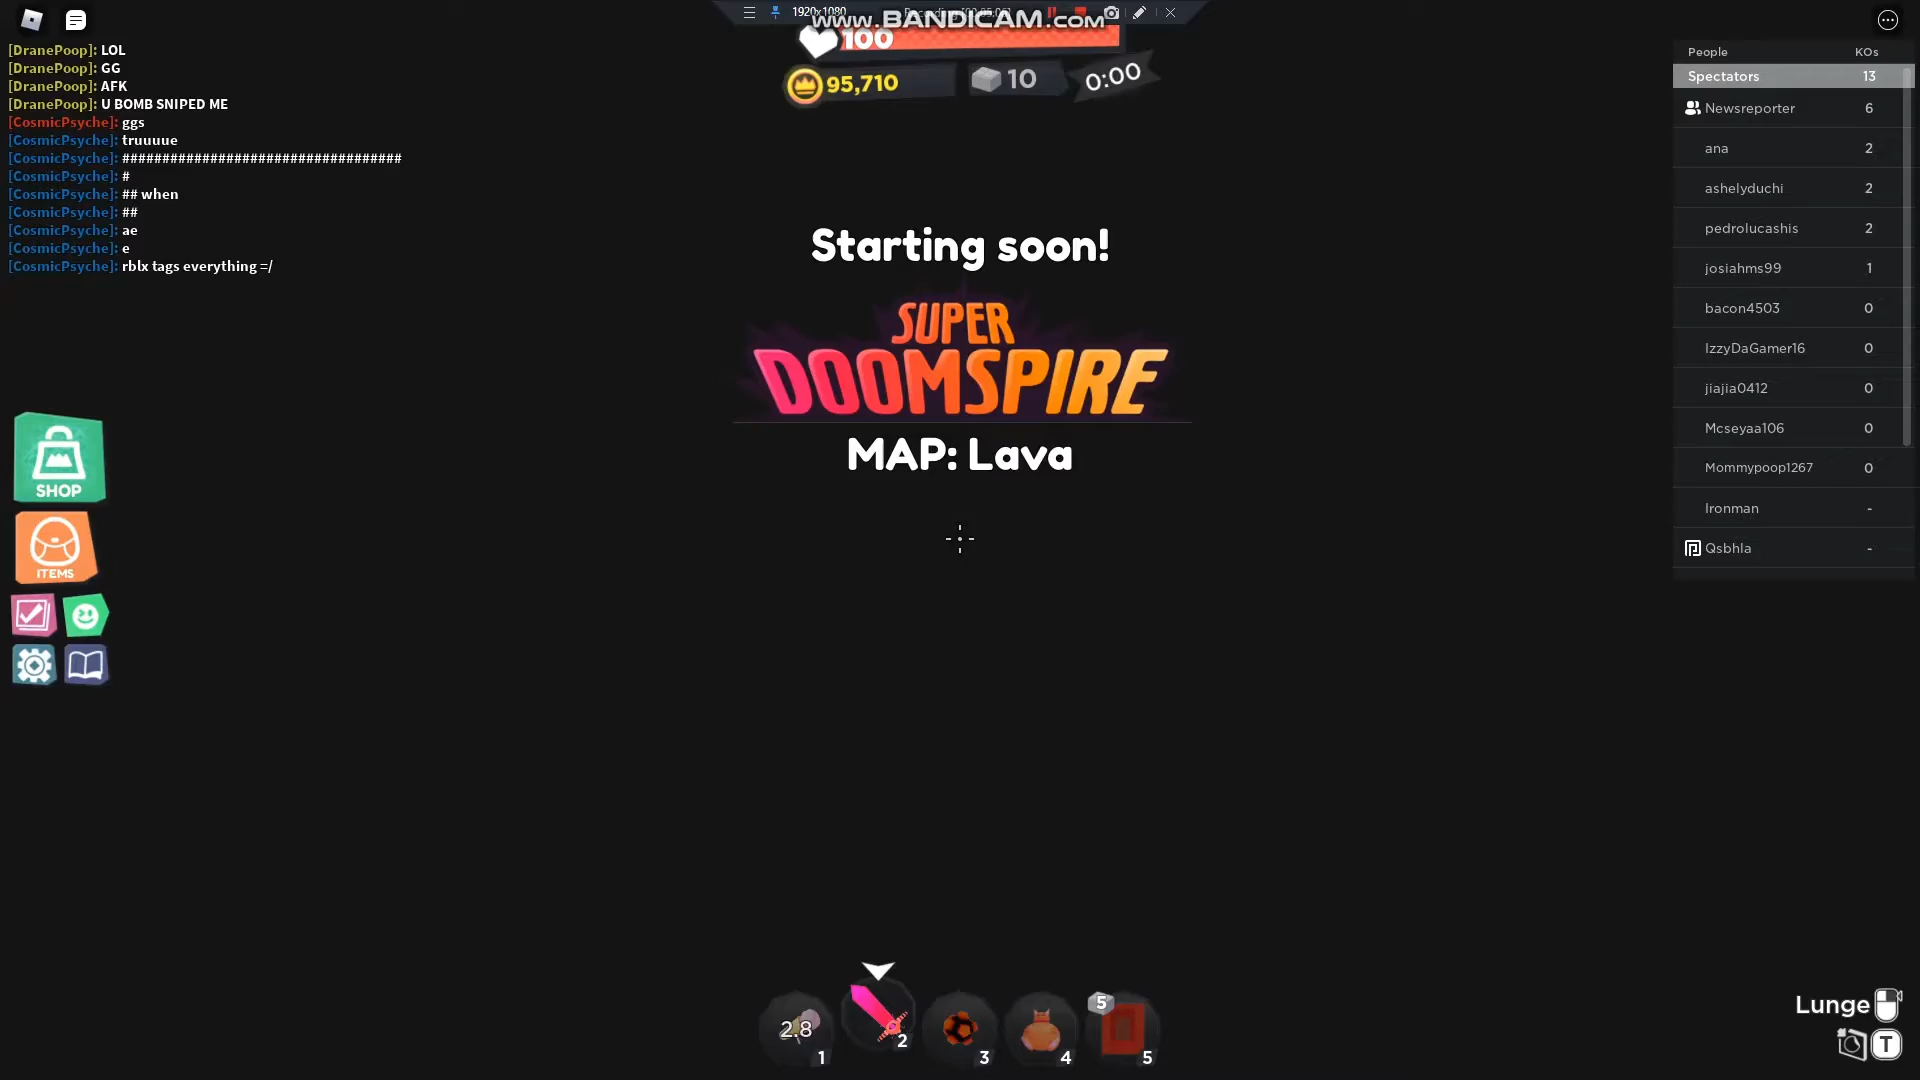 1920x1080
www.BANDICAM.com
100
95,710
10
0:00
[DranePoop]: LOL
[DranePoop]: GG
[DranePoop]: AFK
[DranePoop]: U BOMB SNIPED ME
[CosmicPsyche]: ggs
[CosmicPsyche]: truuuue
[CosmicPsyche]: ###################################
[CosmicPsyche]: #
[CosmicPsyche]: ## when
[CosmicPsyche]: ##
[CosmicPsyche]: ae
[CosmicPsyche]: e
[CosmicPsyche]: rblx tags everything =/
People KOs
Spectators 13
Newsreporter 6
ana 2
ashelyduchi 2
pedrolucashis 2
josiahms99 1
bacon4503 0
IzzyDaGamer16 0
jiajia0412 0
Mcseyaa106 0
Mommypoop1267 0
Ironman -
Qsbhla -
Starting soon!
SUPER
DOOMSPIRE
MAP: Lava
SHOP
ITEMS
2.8
1
2
3
4
5
5
Lunge
T